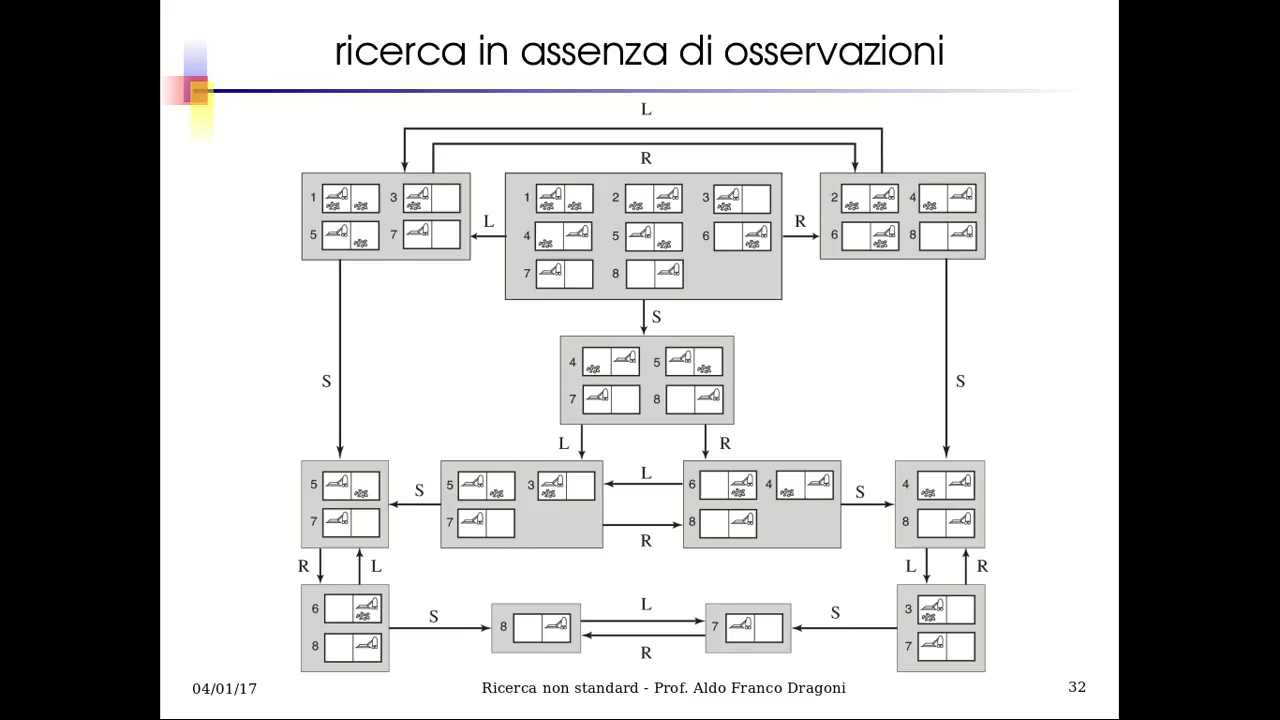 ricerca in assenza di osservazioni
L
R
1 3 1 2 3 2 4
L R
5 7 4 5 6 6 8
7 8
S
4 5
S S
7 8
L R
5 5 3 L 6 4 4
S S
7 7 R 8 8
R L L R
6 L 3
S 8 7 S
8 R 7
04/01/17 Ricerca non standard - Prof. Aldo Franco Dragoni 32